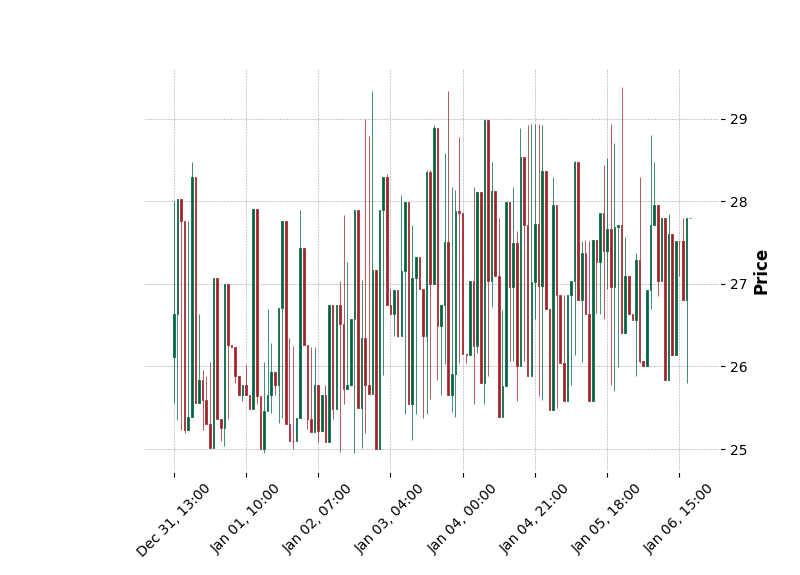 29
28
27
26
25
Price
Dec 31, 13:00
Jan 01, 10:00
Jan 02, 07:00
Jan 03, 04:00
Jan 04, 00:00
Jan 04, 21:00
Jan 05, 18:00
Jan 06, 15:00